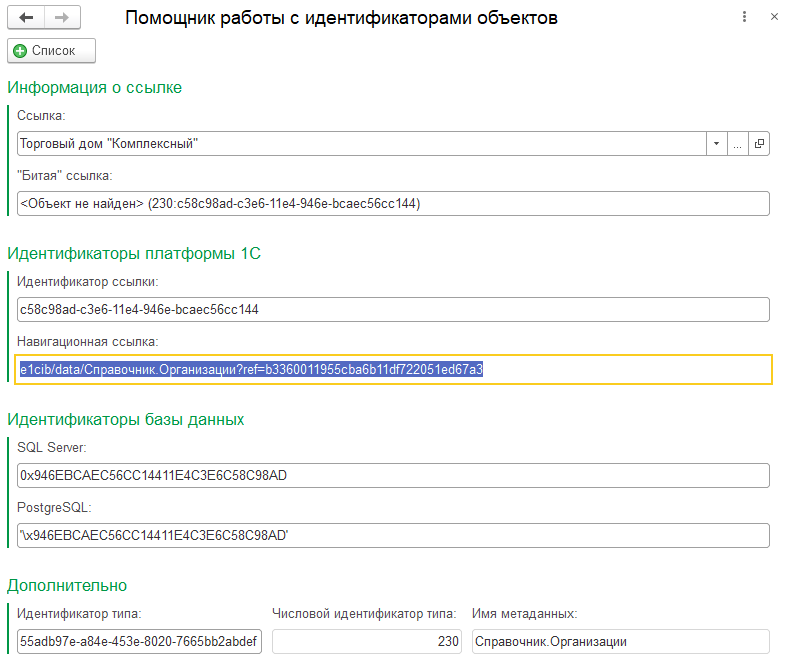 Помощник работы с идентификаторами объектов
Список
Информация о ссылке
Ссылка:
Торговый дом "Комплексный"
...
"Битая" ссылка:
<Объект не найден> (230:c58c98ad-c3e6-11e4-946e-bcaec56cc144)
Идентификаторы платформы 1С
Идентификатор ссылки:
c58c98ad-c3e6-11e4-946e-bcaec56cc144
Навигационная ссылка:
e1cib/data/Справочник.Организации?ref=b3360011955cba6b11df722051ed67a3
Идентификаторы базы данных
SQL Server:
0x946EBCAEC56CC14411E4C3E6C58C98AD
PostgreSQL:
'\x946EBCAEC56CC14411E4C3E6C58C98AD'
Дополнительно
Идентификатор типа: Числовой идентификатор типа: Имя метаданных:
55adb97e-a84e-453e-8020-7665bb2abdef 230 Справочник.Организации